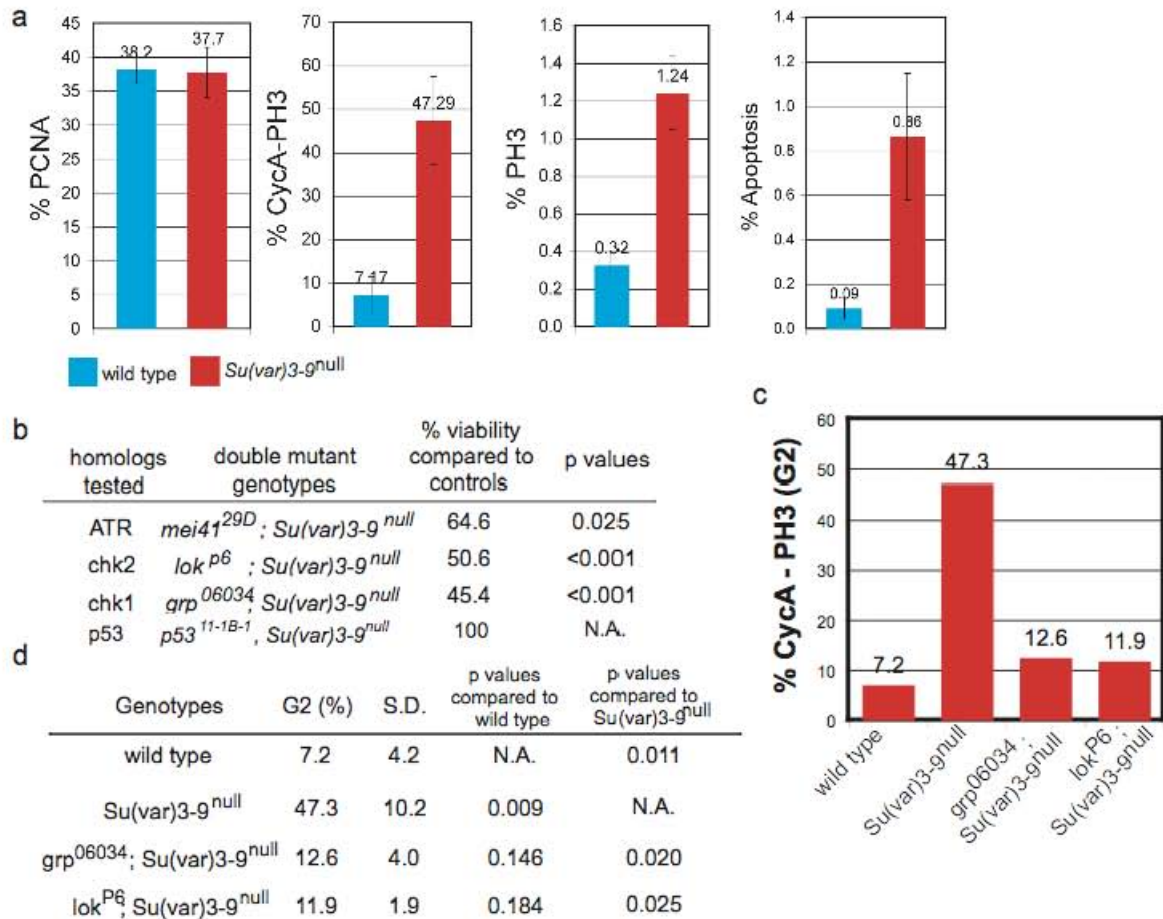 a
% PCNA
45
40
35
30
25
20
15
10
5
0
38.2
37.7
% CycA-PH3
70
60
50
40
30
20
10
0
7.17
47.29
% PH3
1.6
1.4
1.2
1.0
0.8
0.6
0.4
0.2
0.0
0.32
1.24
% Apoptosis
1.4
1.2
1.0
0.8
0.6
0.4
0.2
0.0
0.09
0.86
wild type
Su(var)3-9null
b
homologs tested double mutant genotypes % viability compared to controls p values
ATR mei4129D ; Su(var)3-9 null 64.6 0.025
chk2 lok p6 ; Su(var)3-9null 50.6 <0.001
chk1 grp06034; Su(var)3-9null 45.4 <0.001
p53 p53 11-1B-1, Su(var)3-9null 100 N.A.
c
% CycA - PH3 (G2)
60
50
40
30
20
10
0
7.2
47.3
12.6
11.9
wild type
Su(var)3-9null
grp06034 ;
Su(var)3-9null
lokP6 ;
Su(var)3-9null
d
Genotypes G2 (%) S.D. p values compared to wild type p values compared to Su(var)3-9null
wild type 7.2 4.2 N.A. 0.011
Su(var)3-9null 47.3 10.2 0.009 N.A.
grp06034; Su(var)3-9null 12.6 4.0 0.146 0.020
lokP6; Su(var)3-9null 11.9 1.9 0.184 0.025